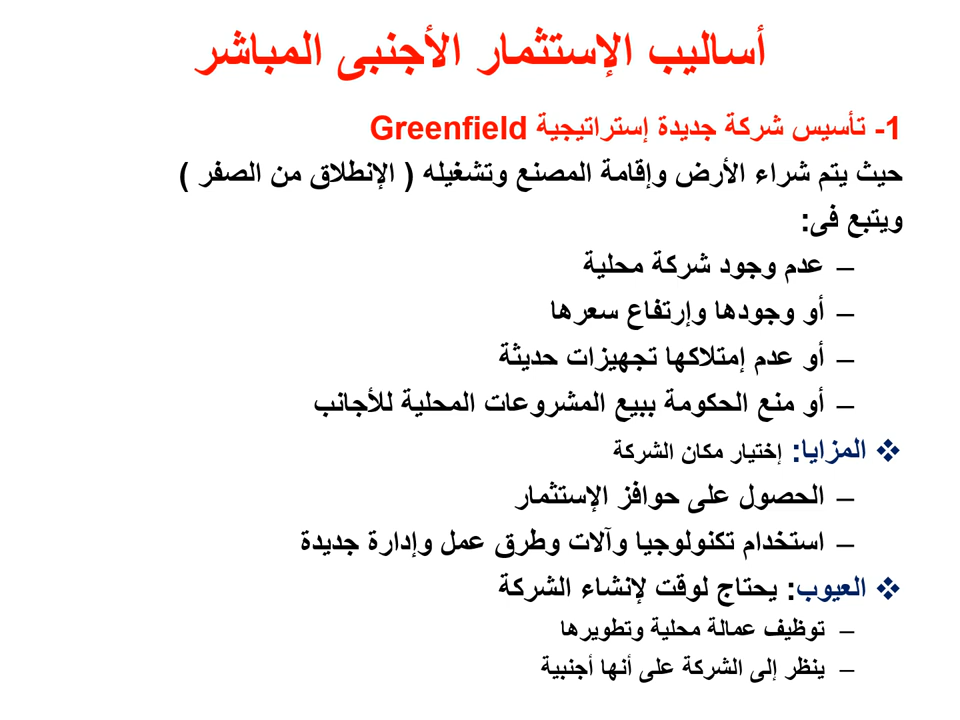 أساليب الإستثمار الأجنبى المباشر
1- تأسيس شركة جديدة إستراتيجية Greenfield
حيث يتم شراء الأرض وإقامة المصنع وتشغيله ( الإنطلاق من الصفر )
ويتبع فى:
– عدم وجود شركة محلية
– أو وجودها وإرتفاع سعرها
– أو عدم إمتلاكها تجهيزات حديثة
– أو منع الحكومة ببيع المشروعات المحلية للأجانب
❖ المزايا: إختيار مكان الشركة
– الحصول على حوافز الإستثمار
– استخدام تكنولوجيا وآلات وطرق عمل وإدارة جديدة
❖ العيوب: يحتاج لوقت لإنشاء الشركة
– توظيف عمالة محلية وتطويرها
– ينظر إلى الشركة على أنها أجنبية